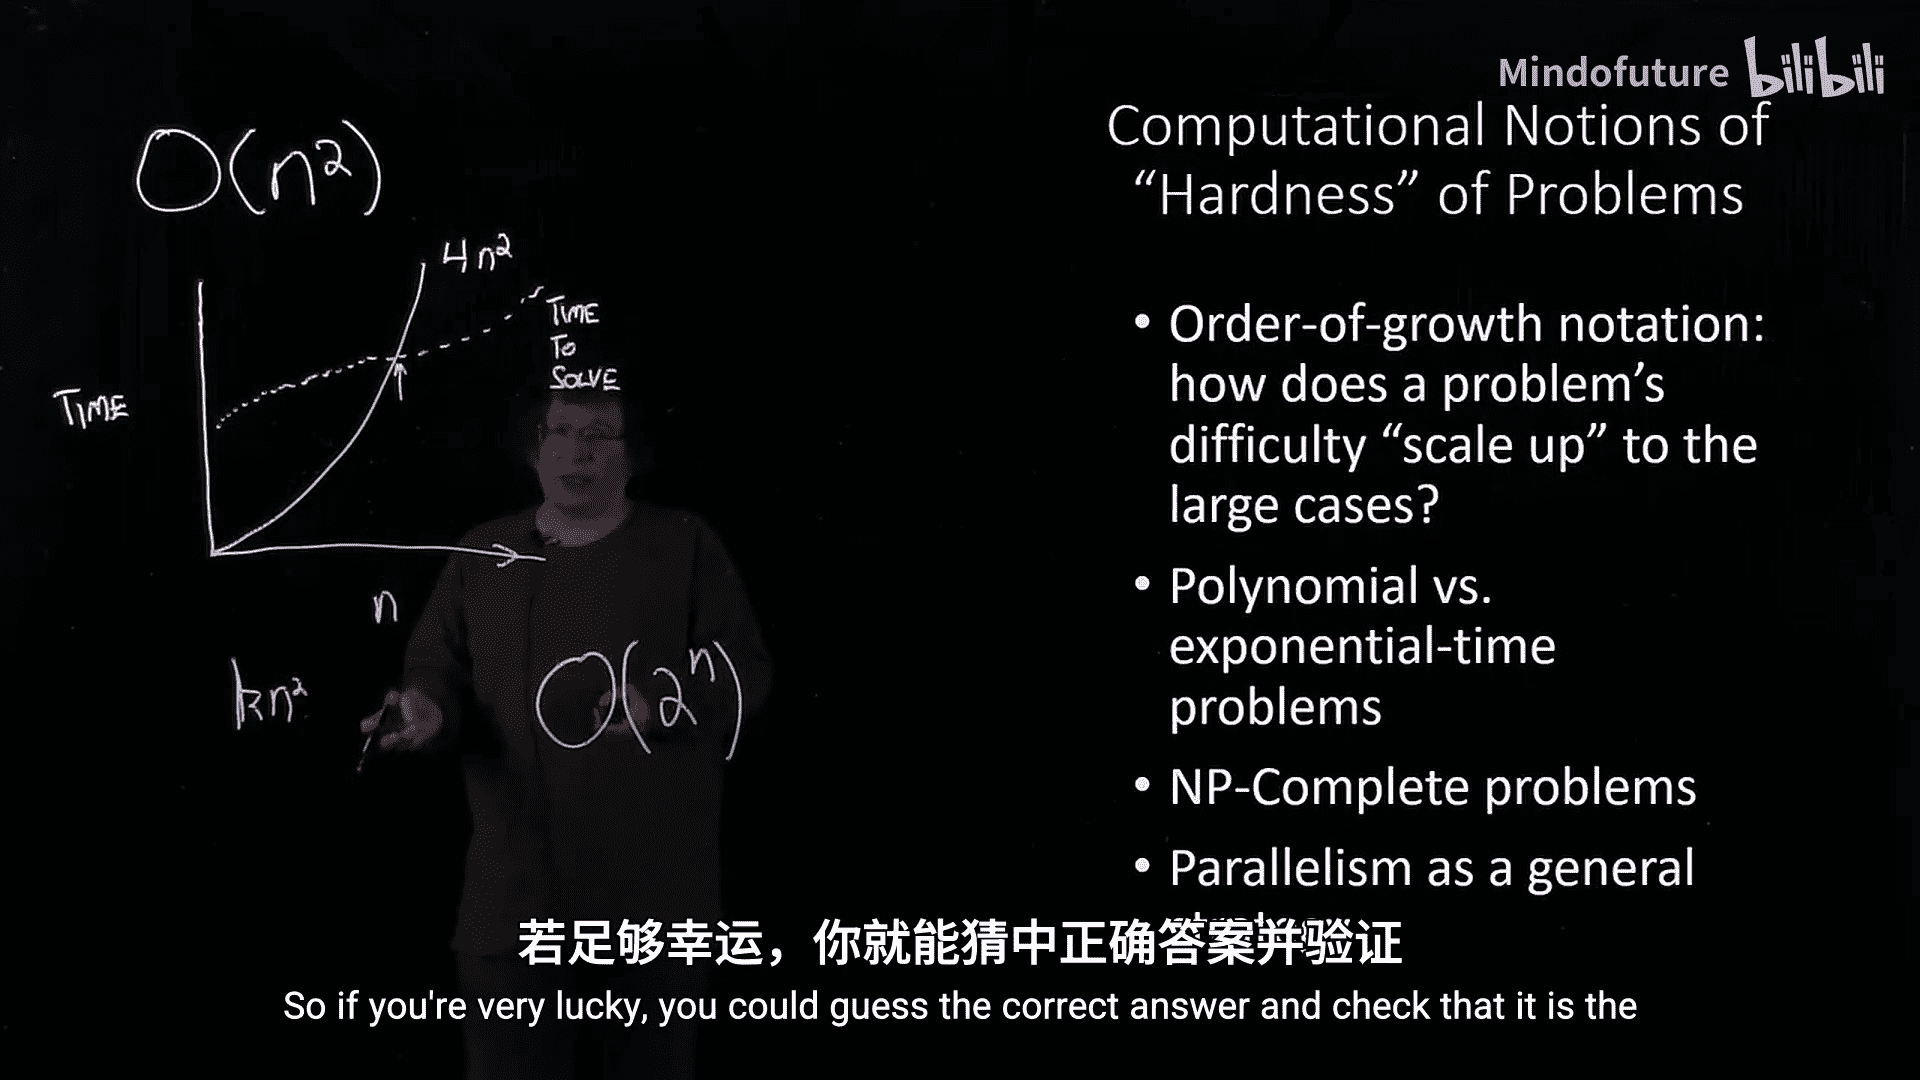 Mindofuture bilibili
Computational Notions of
“Hardness” of Problems
O(n²)
4n²
TIME
TO
SOLVE
TIME
n
kn²
O(2ⁿ)
• Order-of-growth notation:
how does a problem’s
difficulty “scale up” to the
large cases?
• Polynomial vs.
exponential-time
problems
• NP-Complete problems
• Parallelism as a general
若足够幸运，你就能猜中正确答案并验证
So if you're very lucky, you could guess the correct answer and check that it is the